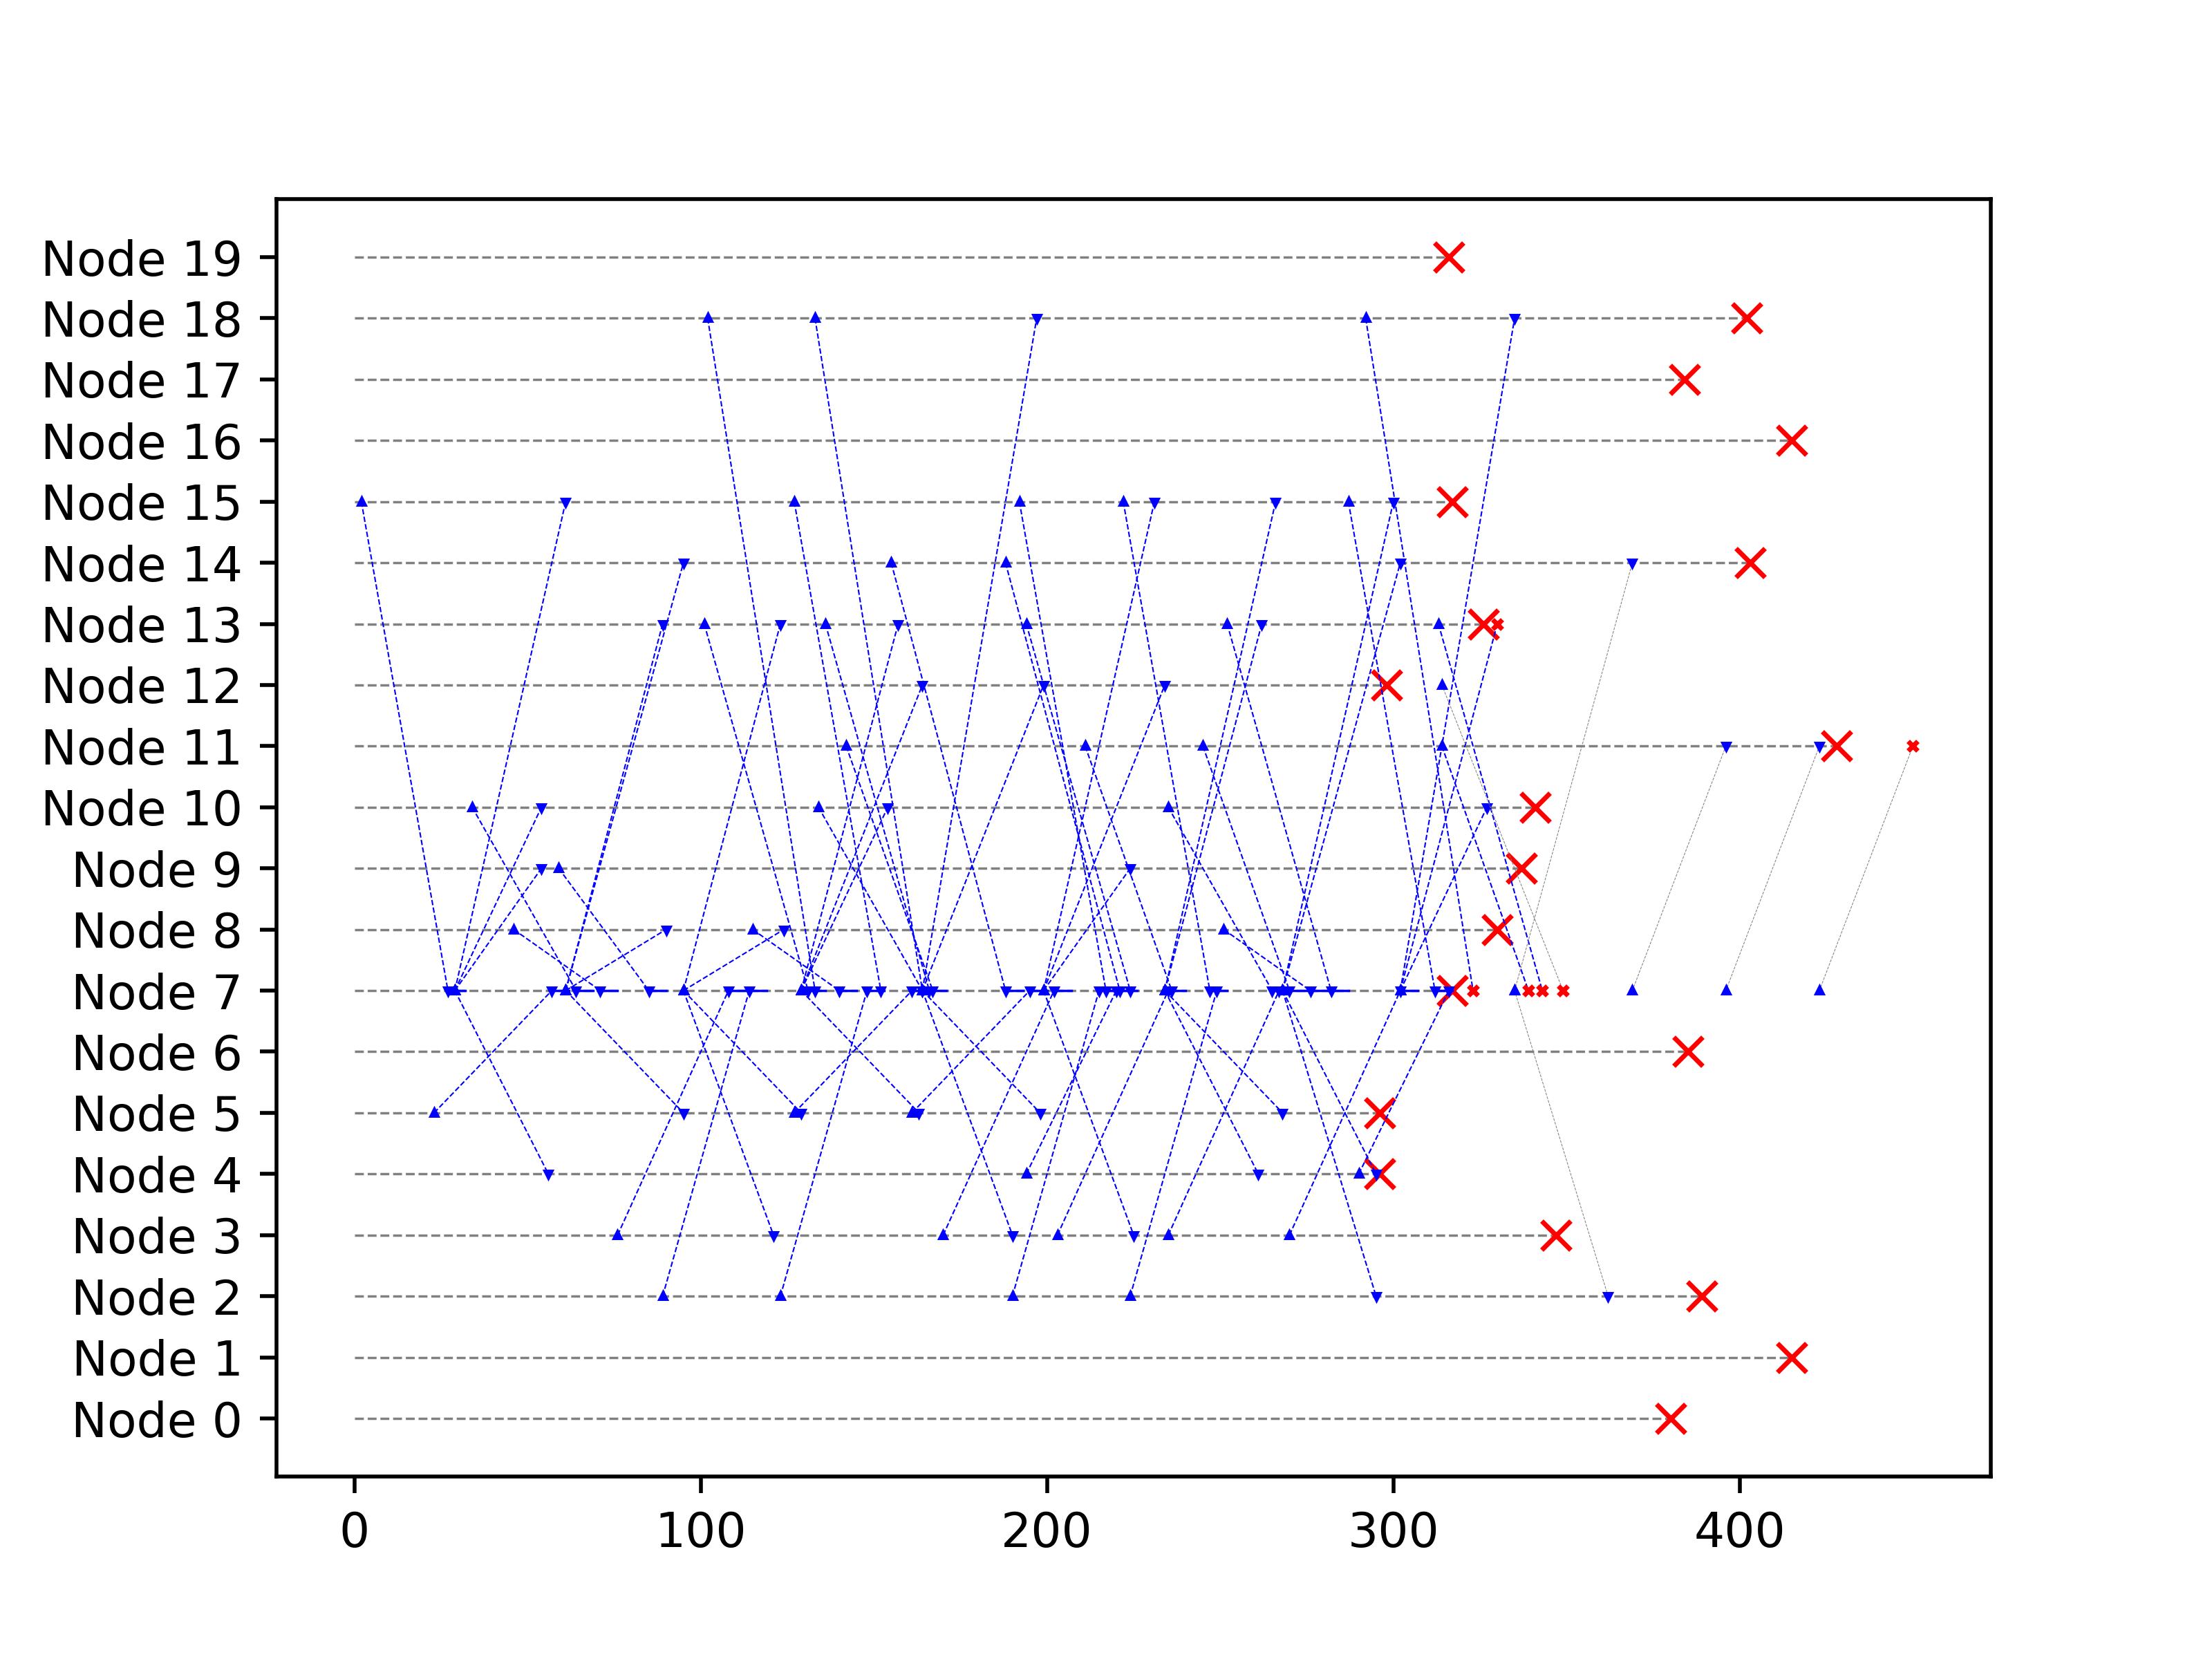 Node 19
Node 18
Node 17
Node 16
Node 15
Node 14
Node 13
Node 12
Node 11
Node 10
Node 9
Node 8
Node 7
Node 6
Node 5
Node 4
Node 3
Node 2
Node 1
Node 0
0 100 200 300 400